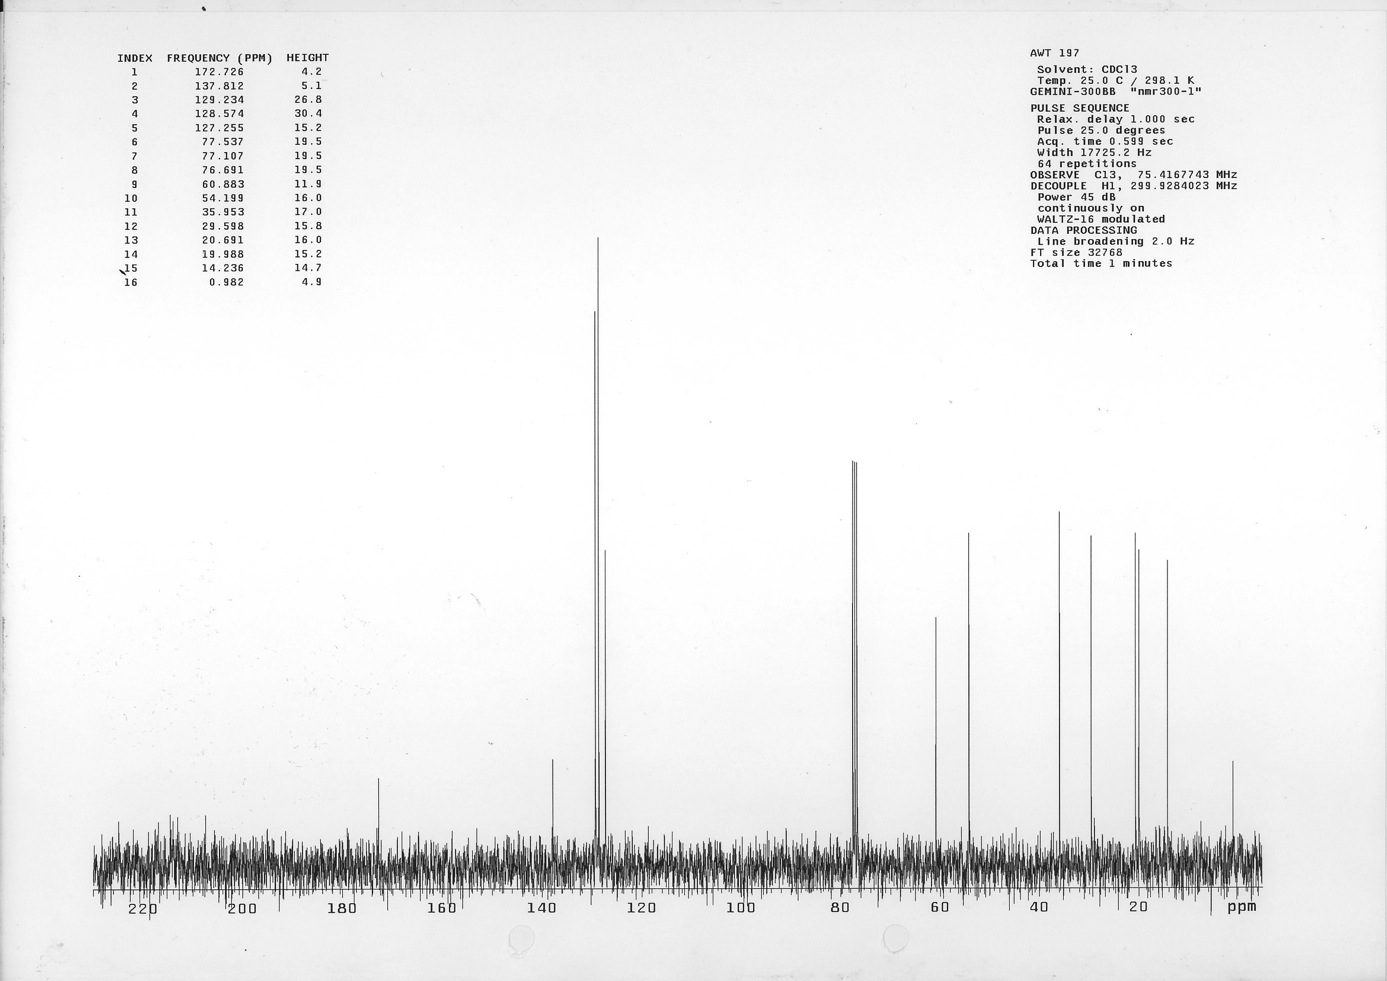 INDEX FREQUENCY (PPM) HEIGHT
1 172.726 4.2
2 137.812 5.1
3 129.234 26.8
4 128.574 30.4
5 127.255 15.2
6 77.537 19.5
7 77.107 19.5
8 76.691 19.5
9 60.883 11.9
10 54.199 16.0
11 35.953 17.0
12 29.598 15.8
13 20.691 16.0
14 19.988 15.2
15 14.236 14.7
16 0.982 4.9
AWT 197
Solvent: CDCl3
Temp. 25.0 C / 298.1 K
GEMINI-300BB "nmr300-1"
PULSE SEQUENCE
Relax. delay 1.000 sec
Pulse 25.0 degrees
Acq. time 0.599 sec
Width 17725.2 Hz
64 repetitions
OBSERVE C13, 75.4167743 MHz
DECOUPLE H1, 299.9284023 MHz
Power 45 dB
continuously on
WALTZ-16 modulated
DATA PROCESSING
Line broadening 2.0 Hz
FT size 32768
Total time 1 minutes
220 200 180 160 140 120 100 80 60 40 20 ppm